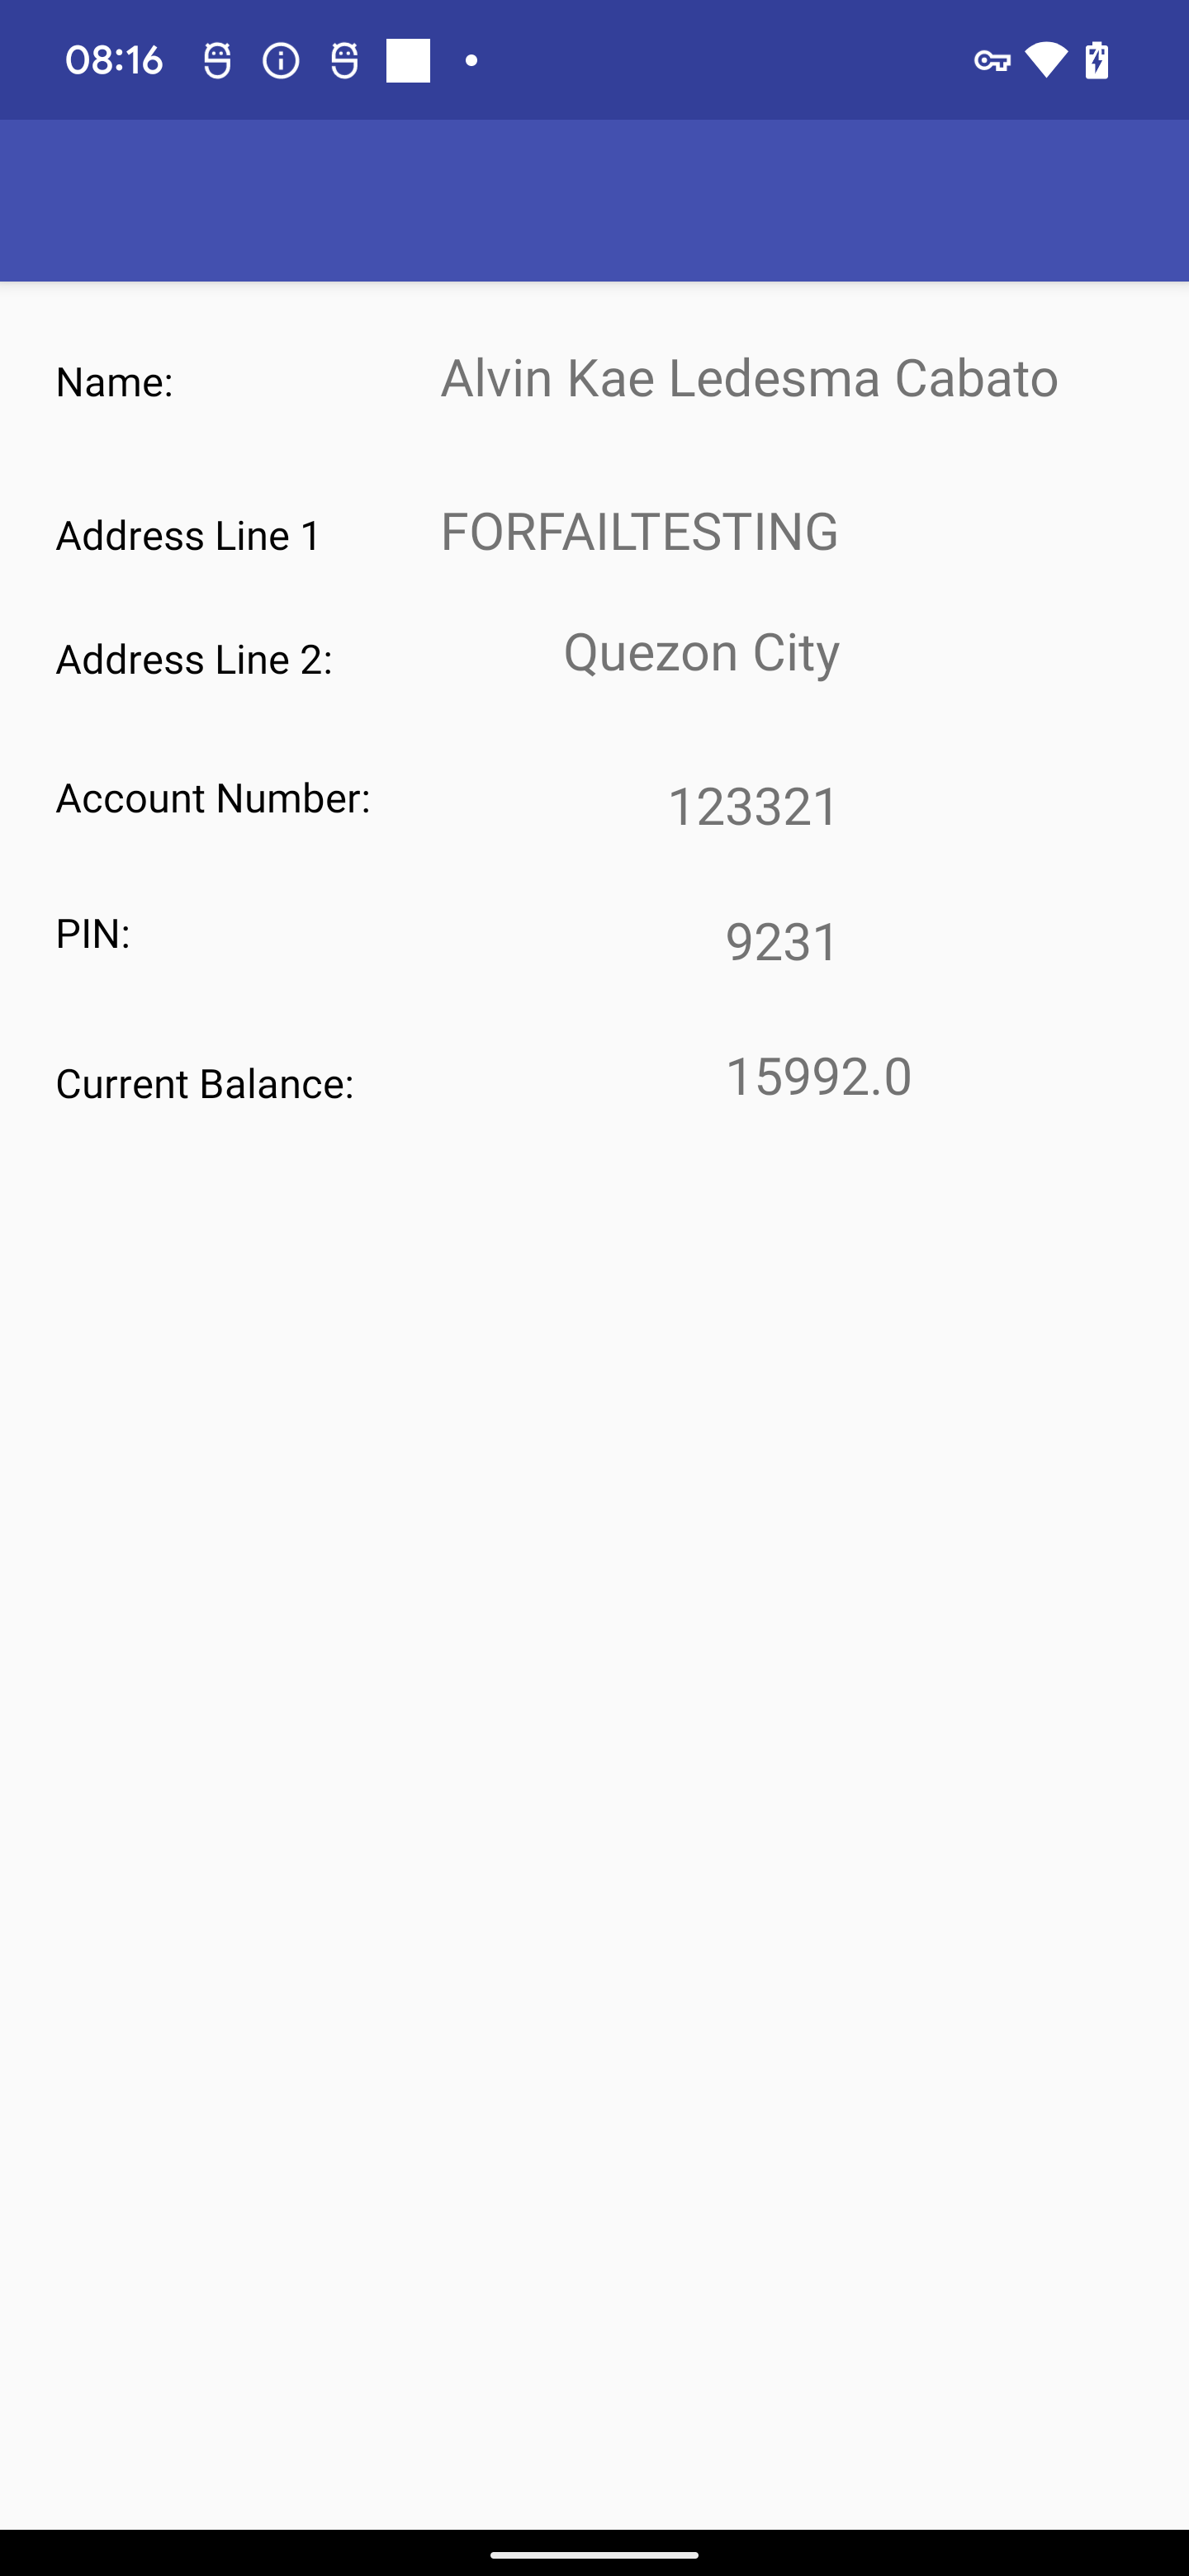 08:16
Name: Alvin Kae Ledesma Cabato
Address Line 1 FORFAILTESTING
Address Line 2: Quezon City
Account Number: 123321
PIN: 9231
Current Balance: 15992.0